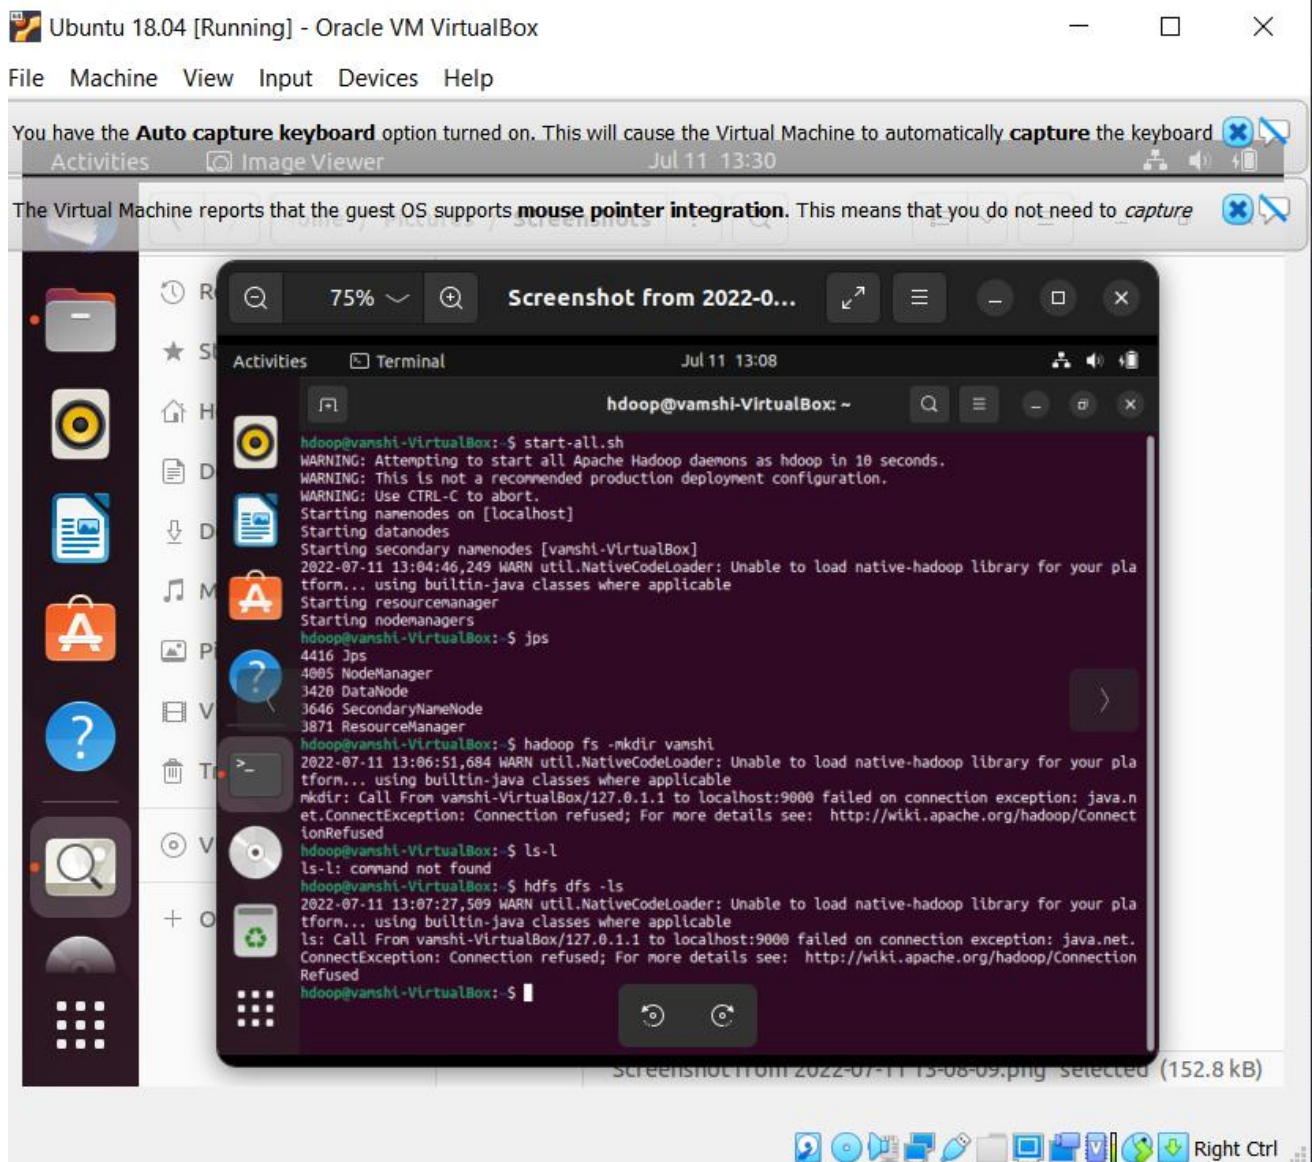 Ubuntu 18.04 [Running] - Oracle VM VirtualBox
File Machine View Input Devices Help
You have the Auto capture keyboard option turned on. This will cause the Virtual Machine to automatically capture the keyboard
Activities Image Viewer Jul 11 13:30
The Virtual Machine reports that the guest OS supports mouse pointer integration. This means that you do not need to capture
Pictures / Screenshots
75% Screenshot from 2022-0...
Activities Terminal Jul 11 13:08
hdoop@vamshi-VirtualBox: ~
hdoop@vamshi-VirtualBox:~$ start-all.sh
WARNING: Attempting to start all Apache Hadoop daemons as hdoop in 10 seconds.
WARNING: This is not a recommended production deployment configuration.
WARNING: Use CTRL-C to abort.
Starting namenodes on [localhost]
Starting datanodes
Starting secondary namenodes [vamshi-VirtualBox]
2022-07-11 13:04:46,249 WARN util.NativeCodeLoader: Unable to load native-hadoop library for your pla
tform... using builtin-java classes where applicable
Starting resourcemanager
Starting nodemanagers
hdoop@vamshi-VirtualBox:~$ jps
4416 Jps
4005 NodeManager
3420 DataNode
3646 SecondaryNameNode
3871 ResourceManager
hdoop@vamshi-VirtualBox:~$ hadoop fs -mkdir vamshi
2022-07-11 13:06:51,684 WARN util.NativeCodeLoader: Unable to load native-hadoop library for your pla
tform... using builtin-java classes where applicable
mkdir: Call From vamshi-VirtualBox/127.0.1.1 to localhost:9000 failed on connection exception: java.n
et.ConnectException: Connection refused; For more details see:  http://wiki.apache.org/hadoop/Connect
ionRefused
hdoop@vamshi-VirtualBox:~$ ls-l
ls-l: command not found
hdoop@vamshi-VirtualBox:~$ hdfs dfs -ls
2022-07-11 13:07:27,509 WARN util.NativeCodeLoader: Unable to load native-hadoop library for your pla
tform... using builtin-java classes where applicable
ls: Call From vamshi-VirtualBox/127.0.1.1 to localhost:9000 failed on connection exception: java.net.
ConnectException: Connection refused; For more details see:  http://wiki.apache.org/hadoop/Connection
Refused
hdoop@vamshi-VirtualBox:~$
Screenshot from 2022-07-11 13-08-09.png selected (152.8 kB)
Right Ctrl